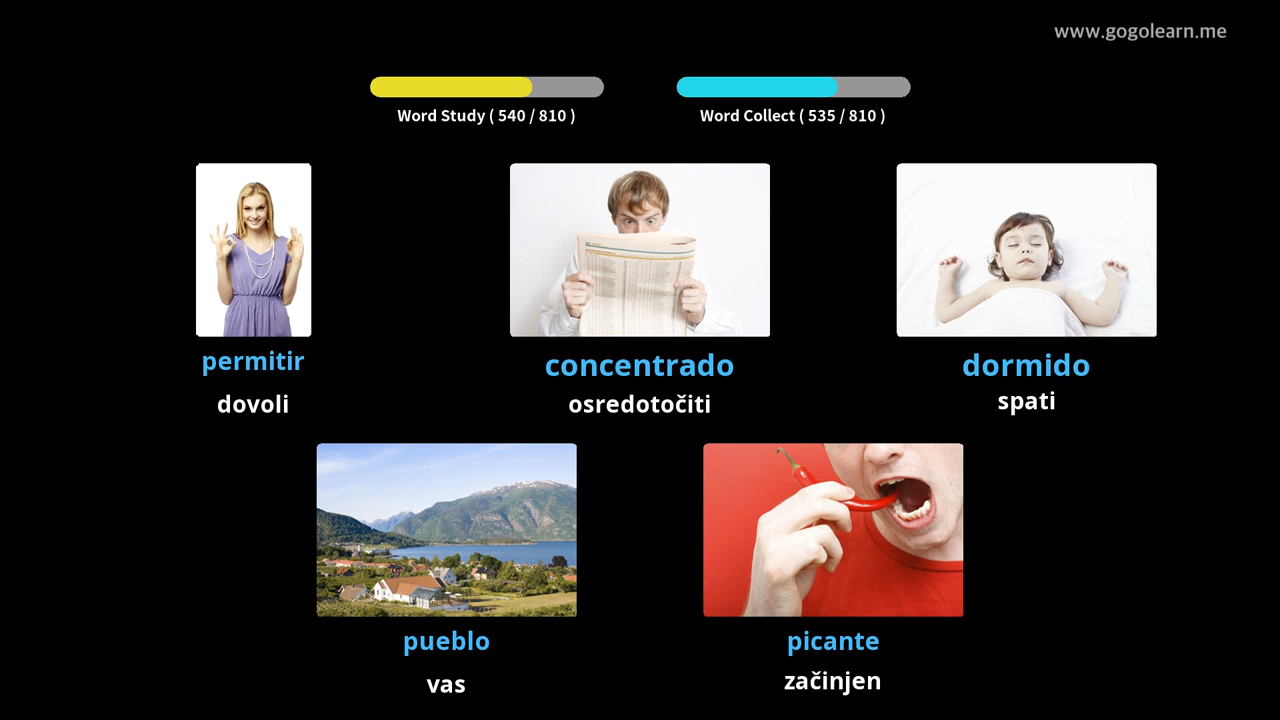 www.gogolearn.me
Word Study ( 540 / 810 )
Word Collect ( 535 / 810 )
permitir
dovoli
concentrado
osredotočiti
dormido
spati
pueblo
vas
picante
začinjen